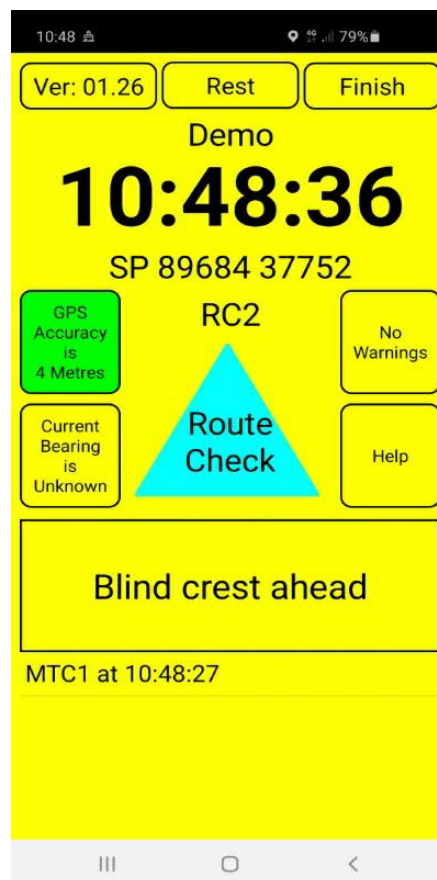 10:48 4G 79%
Ver: 01.26 Rest Finish
Demo
10:48:36
SP 89684 37752
GPS
Accuracy
is
4 Metres
RC2
No
Warnings
Current
Bearing
is
Unknown
Route
Check
Help
Blind crest ahead
MTC1 at 10:48:27